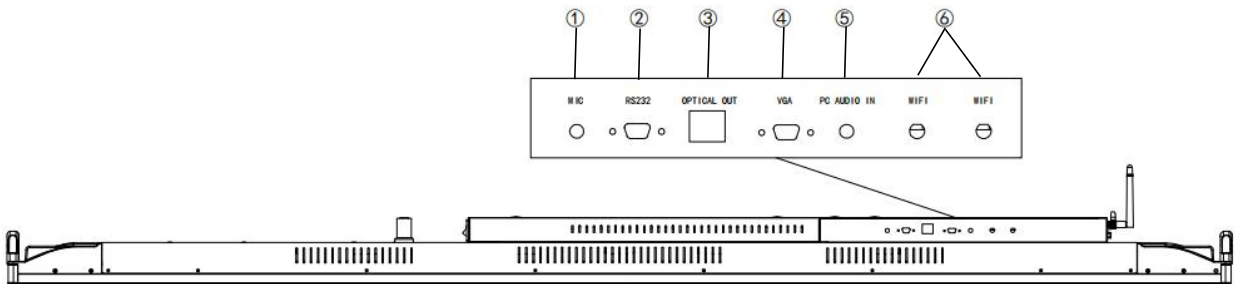 ① ② ③ ④ ⑤ ⑥
MIC RS232 OPTICAL OUT VGA PC AUDIO IN WIFI WIFI